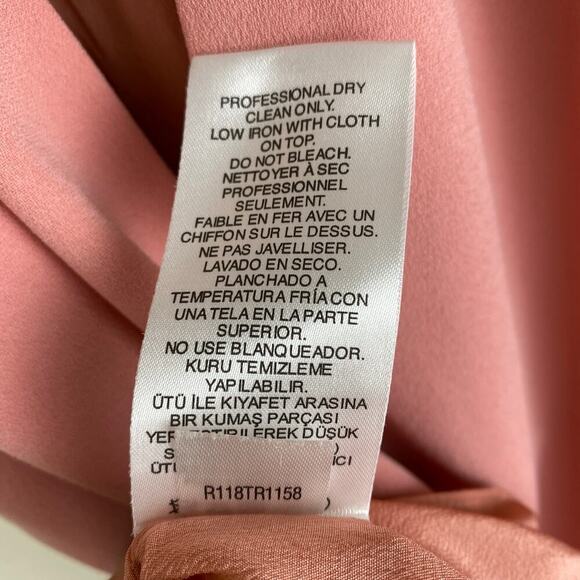 PROFESSIONAL DRY
CLEAN ONLY.
LOW IRON WITH CLOTH
ON TOP.
DO NOT BLEACH.
NETTOYER À SEC
PROFESSIONNEL
SEULEMENT.
FAIBLE EN FER AVEC UN
CHIFFON SUR LE DESSUS.
NE PAS JAVELLISER.
LAVADO EN SECO.
PLANCHADO A
TEMPERATURA FRÍA CON
UNA TELA EN LA PARTE
SUPERIOR.
NO USE BLANQUEADOR.
KURU TEMIZLEME
YAPILABILIR.
ÜTÜ İLE KIYAFET ARASINA
BIR KUMAŞ PARÇASI
YERLEŞTIRILEREK DÜŞÜK
R118TR1158